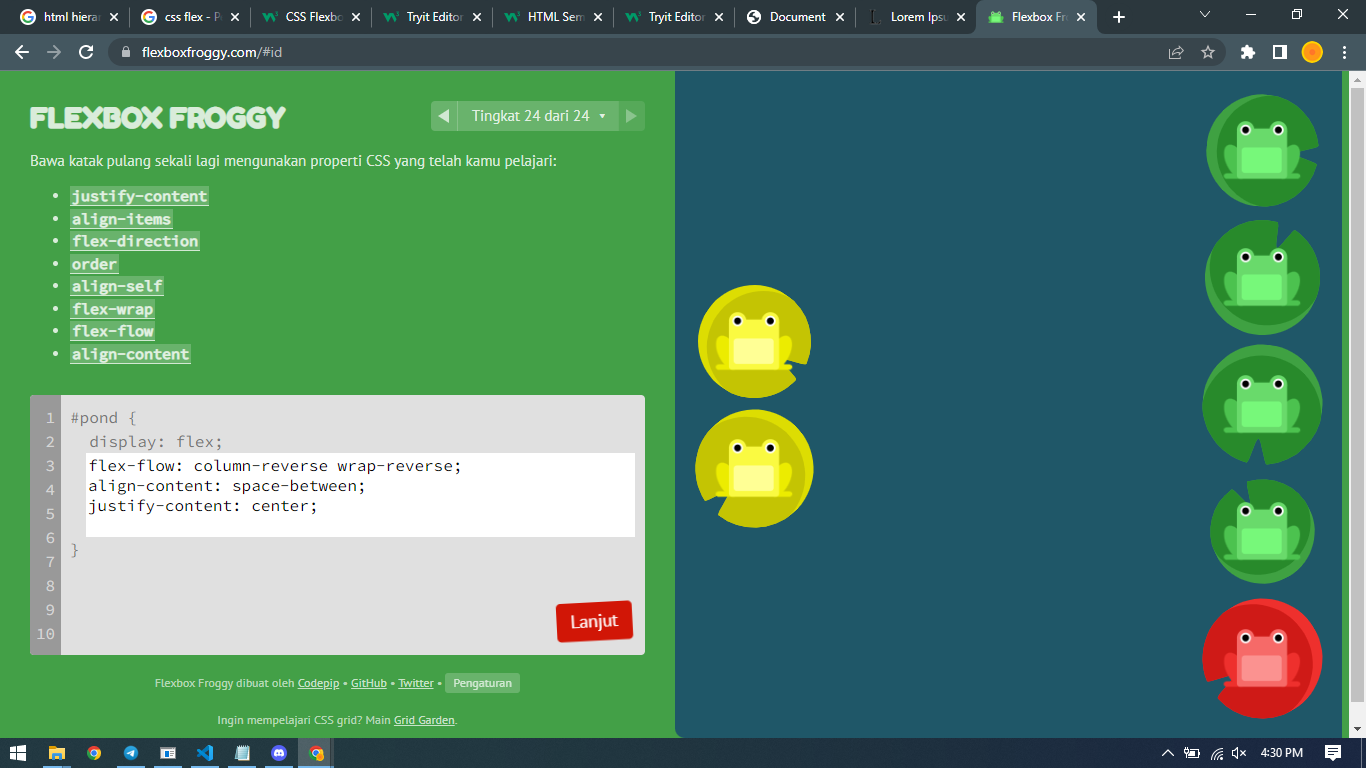 html hierar
css flex - P
CSS Flexbo
Tryit Editor
HTML Sem
Tryit Editor
Document
Lorem Ipsu
Flexbox Fro
flexboxfroggy.com/#id
FLEXBOX FROGGY
Tingkat 24 dari 24
Bawa katak pulang sekali lagi mengunakan properti CSS yang telah kamu pelajari:
justify-content
align-items
flex-direction
order
align-self
flex-wrap
flex-flow
align-content
1 #pond {
2 display: flex;
3 flex-flow: column-reverse wrap-reverse;
4 align-content: space-between;
5 justify-content: center;
6
7 }
8
9
10
Lanjut
Flexbox Froggy dibuat oleh Codepip • GitHub • Twitter • Pengaturan
Ingin mempelajari CSS grid? Main Grid Garden.
4:30 PM